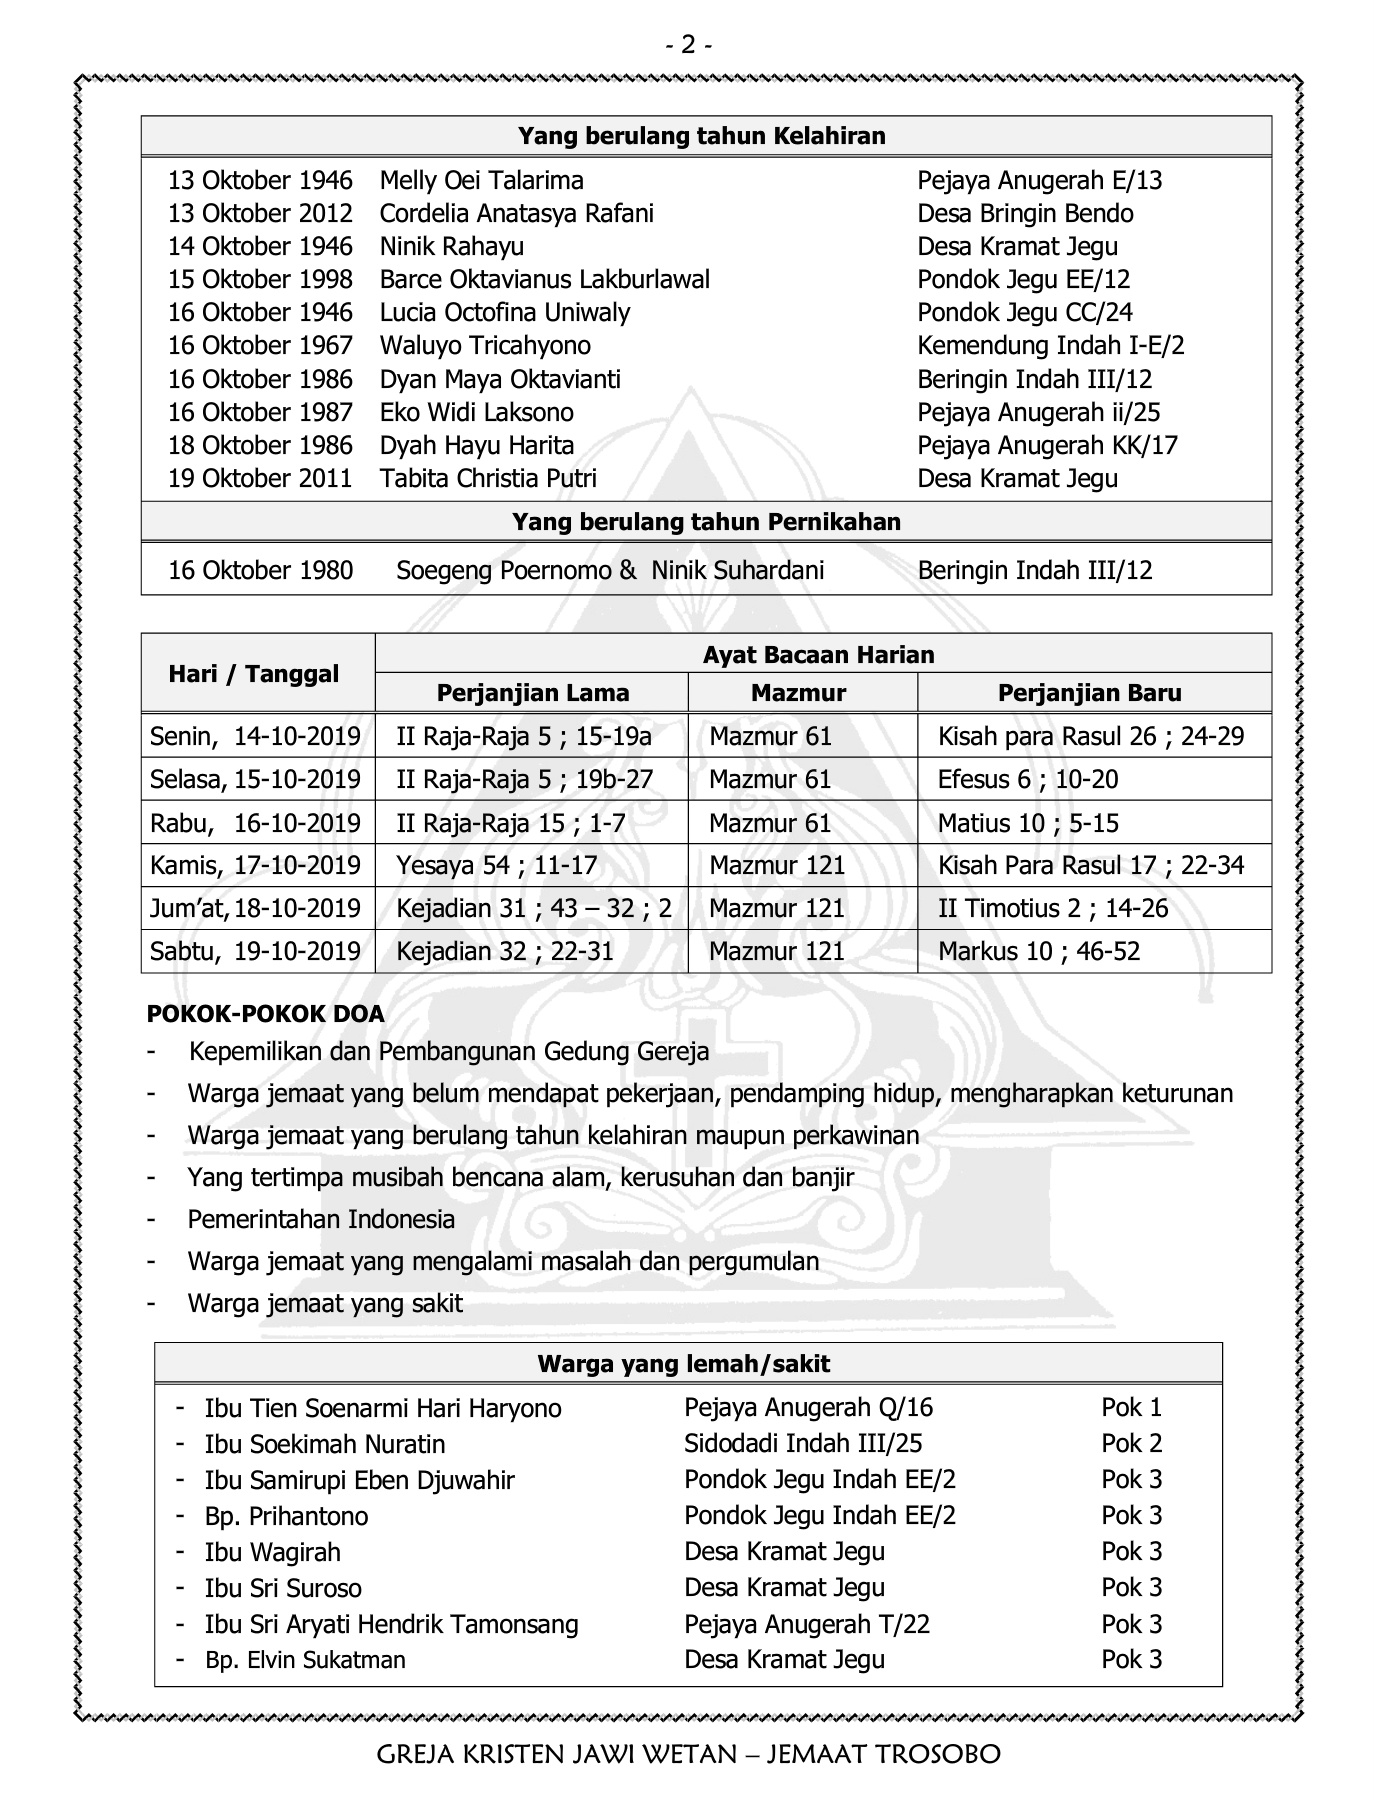 - 2 -
Yang berulang tahun Kelahiran
13 Oktober 1946 Melly Oei Talarima Pejaya Anugerah E/13
13 Oktober 2012 Cordelia Anatasya Rafani Desa Bringin Bendo
14 Oktober 1946 Ninik Rahayu Desa Kramat Jegu
15 Oktober 1998 Barce Oktavianus Lakburlawal Pondok Jegu EE/12
16 Oktober 1946 Lucia Octofina Uniwaly Pondok Jegu CC/24
16 Oktober 1967 Waluyo Tricahyono Kemendung Indah I-E/2
16 Oktober 1986 Dyan Maya Oktavianti Beringin Indah III/12
16 Oktober 1987 Eko Widi Laksono Pejaya Anugerah ii/25
18 Oktober 1986 Dyah Hayu Harita Pejaya Anugerah KK/17
19 Oktober 2011 Tabita Christia Putri Desa Kramat Jegu
Yang berulang tahun Pernikahan
16 Oktober 1980 Soegeng Poernomo & Ninik Suhardani Beringin Indah III/12
Hari / Tanggal Ayat Bacaan Harian
Perjanjian Lama Mazmur Perjanjian Baru
Senin, 14-10-2019 II Raja-Raja 5 ; 15-19a Mazmur 61 Kisah para Rasul 26 ; 24-29
Selasa, 15-10-2019 II Raja-Raja 5 ; 19b-27 Mazmur 61 Efesus 6 ; 10-20
Rabu, 16-10-2019 II Raja-Raja 15 ; 1-7 Mazmur 61 Matius 10 ; 5-15
Kamis, 17-10-2019 Yesaya 54 ; 11-17 Mazmur 121 Kisah Para Rasul 17 ; 22-34
Jum’at, 18-10-2019 Kejadian 31 ; 43 – 32 ; 2 Mazmur 121 II Timotius 2 ; 14-26
Sabtu, 19-10-2019 Kejadian 32 ; 22-31 Mazmur 121 Markus 10 ; 46-52
POKOK-POKOK DOA
- Kepemilikan dan Pembangunan Gedung Gereja
- Warga jemaat yang belum mendapat pekerjaan, pendamping hidup, mengharapkan keturunan
- Warga jemaat yang berulang tahun kelahiran maupun perkawinan
- Yang tertimpa musibah bencana alam, kerusuhan dan banjir
- Pemerintahan Indonesia
- Warga jemaat yang mengalami masalah dan pergumulan
- Warga jemaat yang sakit
Warga yang lemah/sakit
- Ibu Tien Soenarmi Hari Haryono Pejaya Anugerah Q/16 Pok 1
- Ibu Soekimah Nuratin Sidodadi Indah III/25 Pok 2
- Ibu Samirupi Eben Djuwahir Pondok Jegu Indah EE/2 Pok 3
- Bp. Prihantono Pondok Jegu Indah EE/2 Pok 3
- Ibu Wagirah Desa Kramat Jegu Pok 3
- Ibu Sri Suroso Desa Kramat Jegu Pok 3
- Ibu Sri Aryati Hendrik Tamonsang Pejaya Anugerah T/22 Pok 3
- Bp. Elvin Sukatman Desa Kramat Jegu Pok 3
GREJA KRISTEN JAWI WETAN – JEMAAT TROSOBO